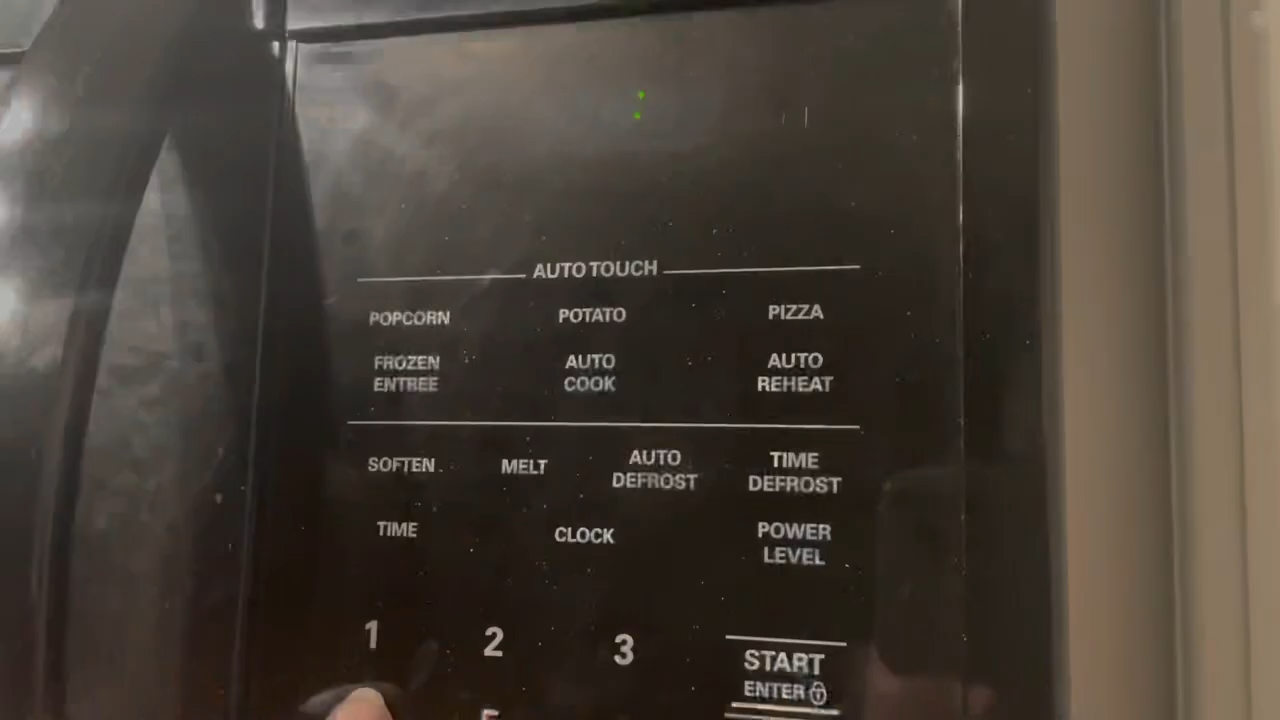 :
AUTO TOUCH
POPCORN POTATO PIZZA
FROZEN ENTREE AUTO COOK AUTO REHEAT
SOFTEN MELT AUTO DEFROST TIME DEFROST
TIME CLOCK POWER LEVEL
1 2 3
START
ENTER